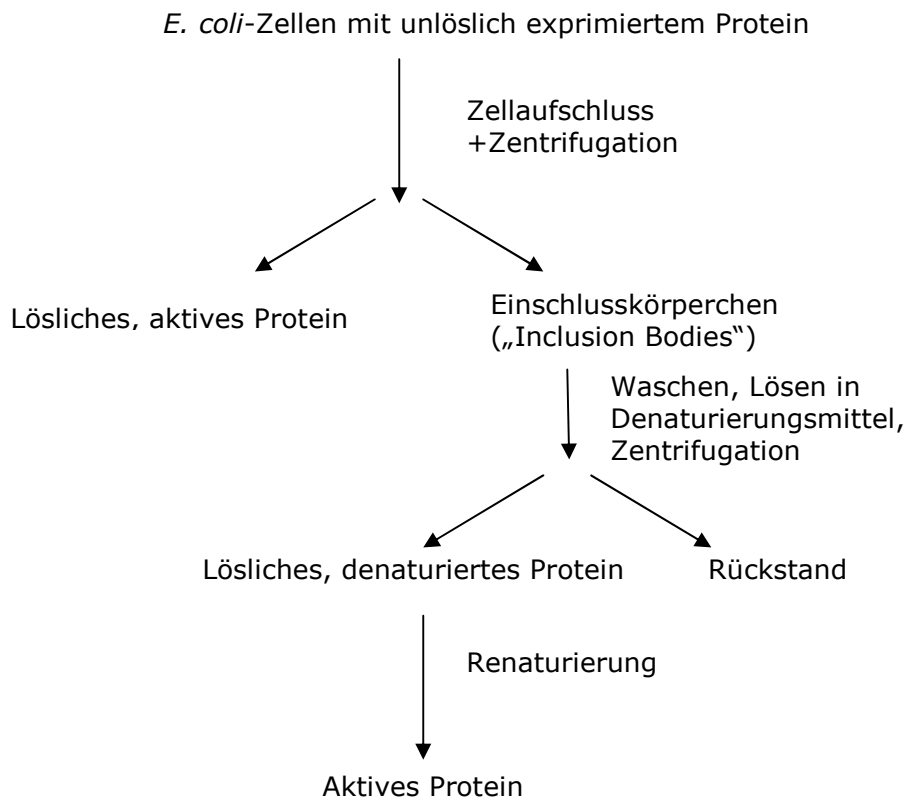 E. coli-Zellen mit unlöslich exprimiertem Protein
Zellaufschluss
+Zentrifugation
Lösliches, aktives Protein
Einschlusskörperchen
(„Inclusion Bodies“)
Waschen, Lösen in
Denaturierungsmittel,
Zentrifugation
Lösliches, denaturiertes Protein
Rückstand
Renaturierung
Aktives Protein